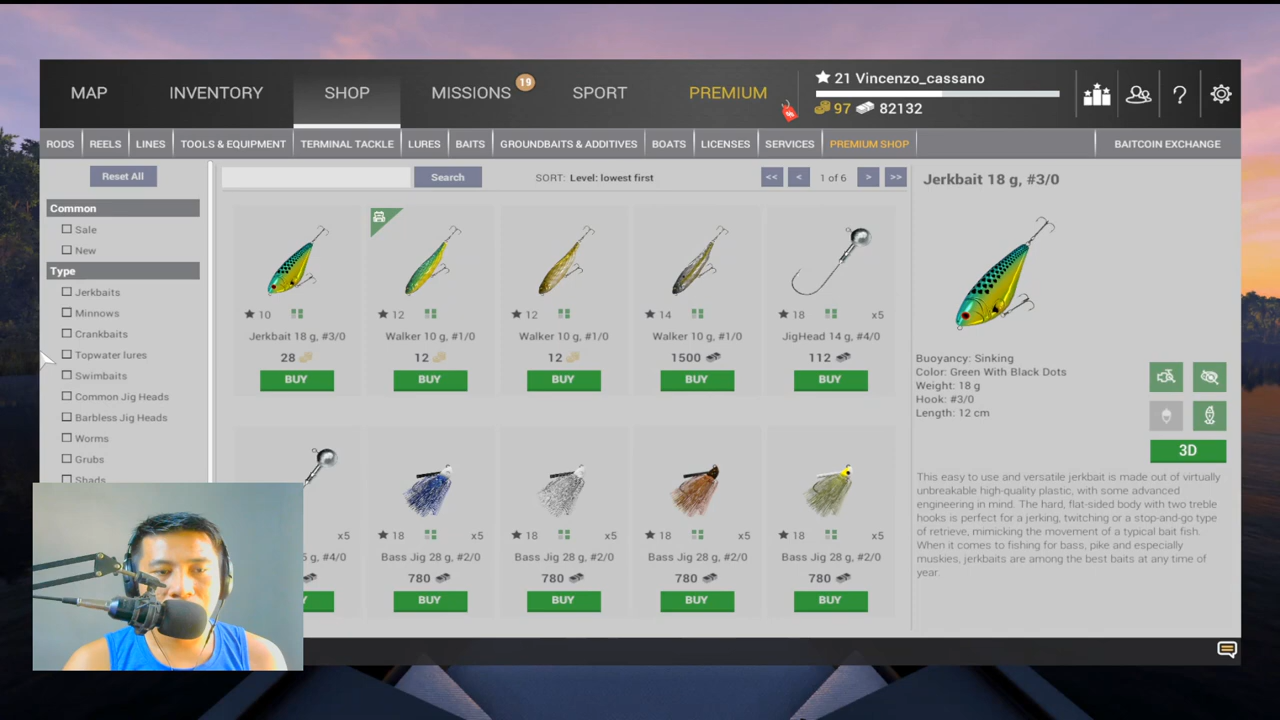 MAP INVENTORY SHOP MISSIONS 19 SPORT PREMIUM
21 Vincenzo_cassano
97 82132
RODS REELS LINES TOOLS & EQUIPMENT TERMINAL TACKLE LURES BAITS GROUNDBAITS & ADDITIVES BOATS LICENSES SERVICES PREMIUM SHOP BAITCOIN EXCHANGE
Reset All
Common
Sale
New
Type
Jerkbaits
Minnows
Crankbaits
Topwater lures
Swimbaits
Common Jig Heads
Barbless Jig Heads
Worms
Grubs
Shads
Search SORT: Level: lowest first << < 1 of 6 > >>
10 12 12 14 18 x5
Jerkbait 18 g, #3/0 Walker 10 g, #1/0 Walker 10 g, #1/0 Walker 10 g, #1/0 JigHead 14 g, #4/0
28 12 12 1500 112
BUY BUY BUY BUY BUY
x5 18 x5 18 x5 18 x5 18 x5
g, #4/0 Bass Jig 28 g, #2/0 Bass Jig 28 g, #2/0 Bass Jig 28 g, #2/0 Bass Jig 28 g, #2/0
780 780 780 780
BUY BUY BUY BUY
Jerkbait 18 g, #3/0
Buoyancy: Sinking
Color: Green With Black Dots
Weight: 18 g
Hook: #3/0
Length: 12 cm
3D
This easy to use and versatile jerkbait is made out of virtually
unbreakable high-quality plastic, with some advanced
engineering in mind. The hard, flat-sided body with two treble
hooks is perfect for a jerking, twitching or a stop-and-go type
of retrieve, mimicking the movement of a typical bait fish.
When it comes to fishing for bass, pike and especially
muskies, jerkbaits are among the best baits at any time of
year.